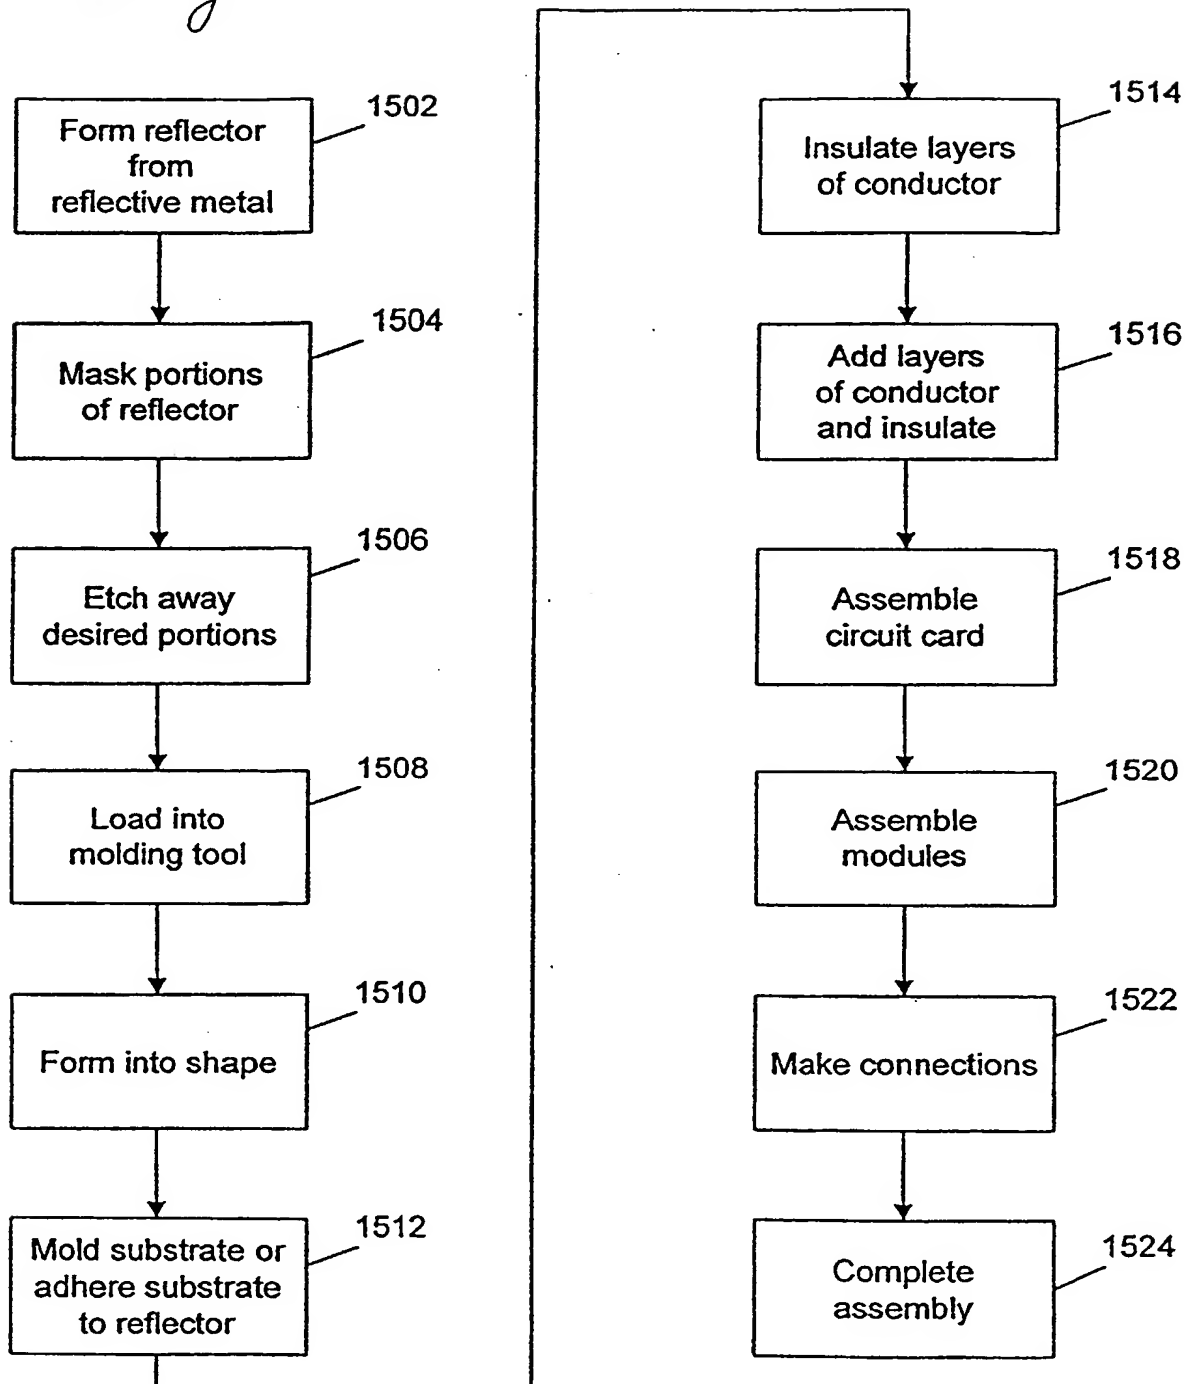 1502
Form reflector
from
reflective metal
1504
Mask portions
of reflector
1506
Etch away
desired portions
1508
Load into
molding tool
1510
Form into shape
1512
Mold substrate or
adhere substrate
to reflector
1514
Insulate layers
of conductor
1516
Add layers
of conductor
and insulate
1518
Assemble
circuit card
1520
Assemble
modules
1522
Make connections
1524
Complete
assembly